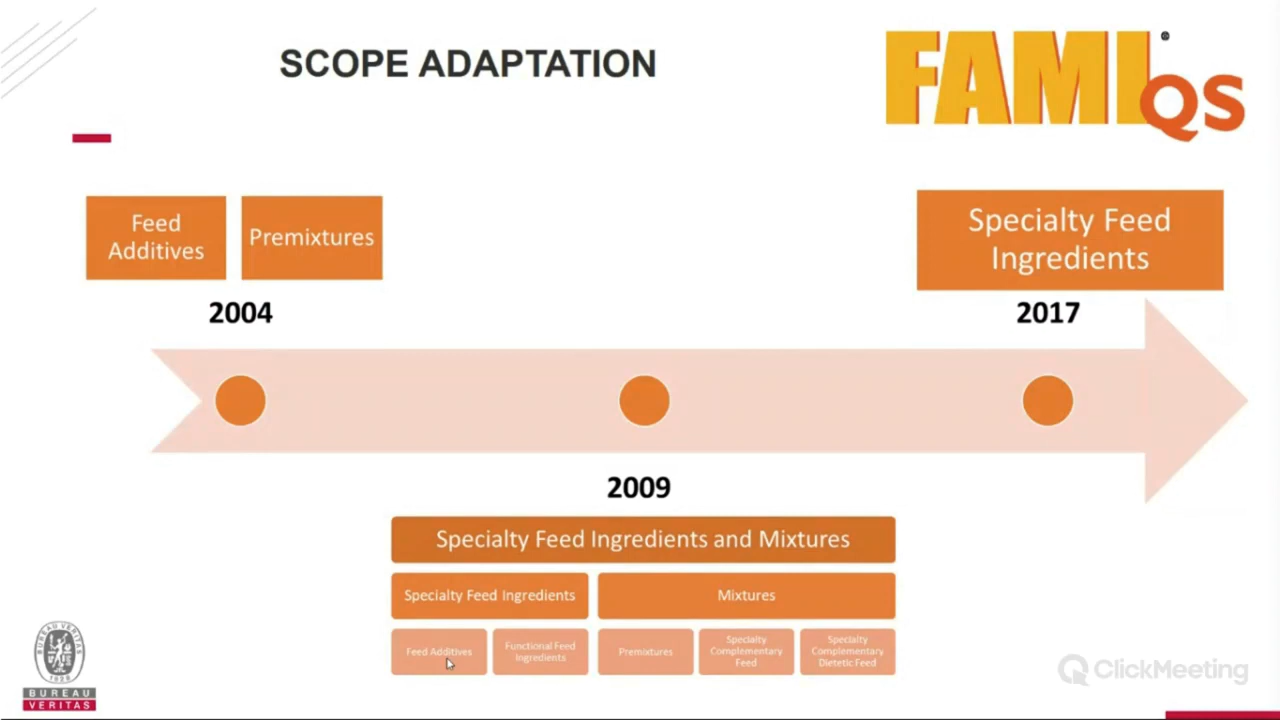 SCOPE ADAPTATION
FAMI
QS
®
Feed
Additives
Premixtures
Specialty Feed
Ingredients
2004
2017
2009
Specialty Feed Ingredients and Mixtures
Specialty Feed Ingredients
Mixtures
Feed Additives
Functional Feed
Ingredients
Premixtures
Specialty
Complementary
Feed
Specialty
Complementary
Dietetic Feed
BUREAU VERITAS
1828
BUREAU
VERITAS
ClickMeeting